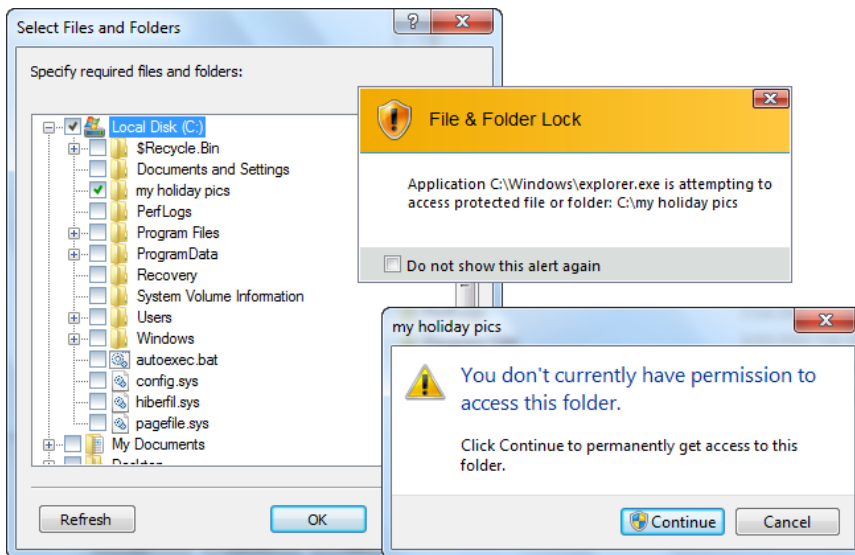 Select Files and Folders
Specify required files and folders:
Local Disk (C:)
$Recycle.Bin
Documents and Settings
my holiday pics
PerfLogs
Program Files
ProgramData
Recovery
System Volume Information
Users
Windows
autoexec.bat
config.sys
hiberfil.sys
pagefile.sys
My Documents
Desktop
Refresh
OK
File & Folder Lock
Application C:\Windows\explorer.exe is attempting to
access protected file or folder: C:\my holiday pics
Do not show this alert again
my holiday pics
You don't currently have permission to
access this folder.
Click Continue to permanently get access to this
folder.
Continue
Cancel